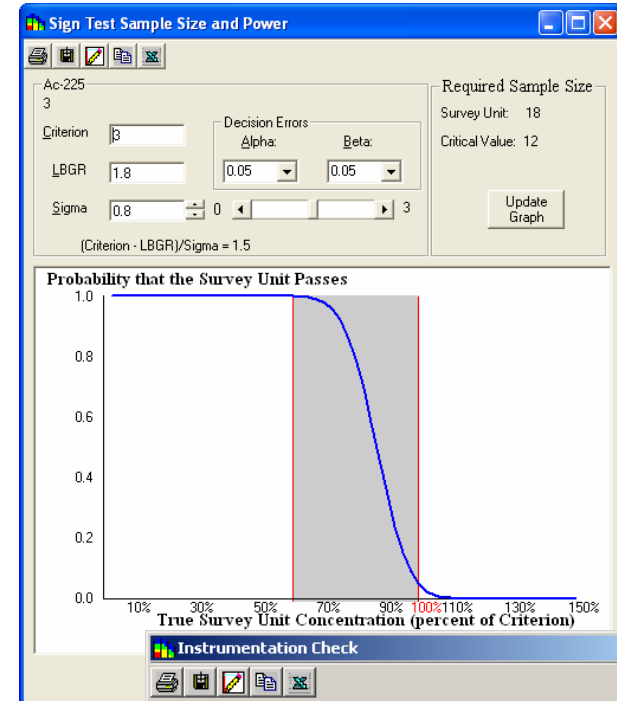 Sign Test Sample Size and Power
Ac-225
3
Criterion 3
LBGR 1.8
Sigma 0.8 0 3
Decision Errors
Alpha: Beta:
0.05 0.05
(Criterion - LBGR)/Sigma = 1.5
Required Sample Size
Survey Unit: 18
Critical Value: 12
Update
Graph
Probability that the Survey Unit Passes
1.0
0.8
0.6
0.4
0.2
0.0
10% 30% 50% 70% 90% 100% 110% 130% 150%
True Survey Unit Concentration (percent of Criterion)
Instrumentation Check